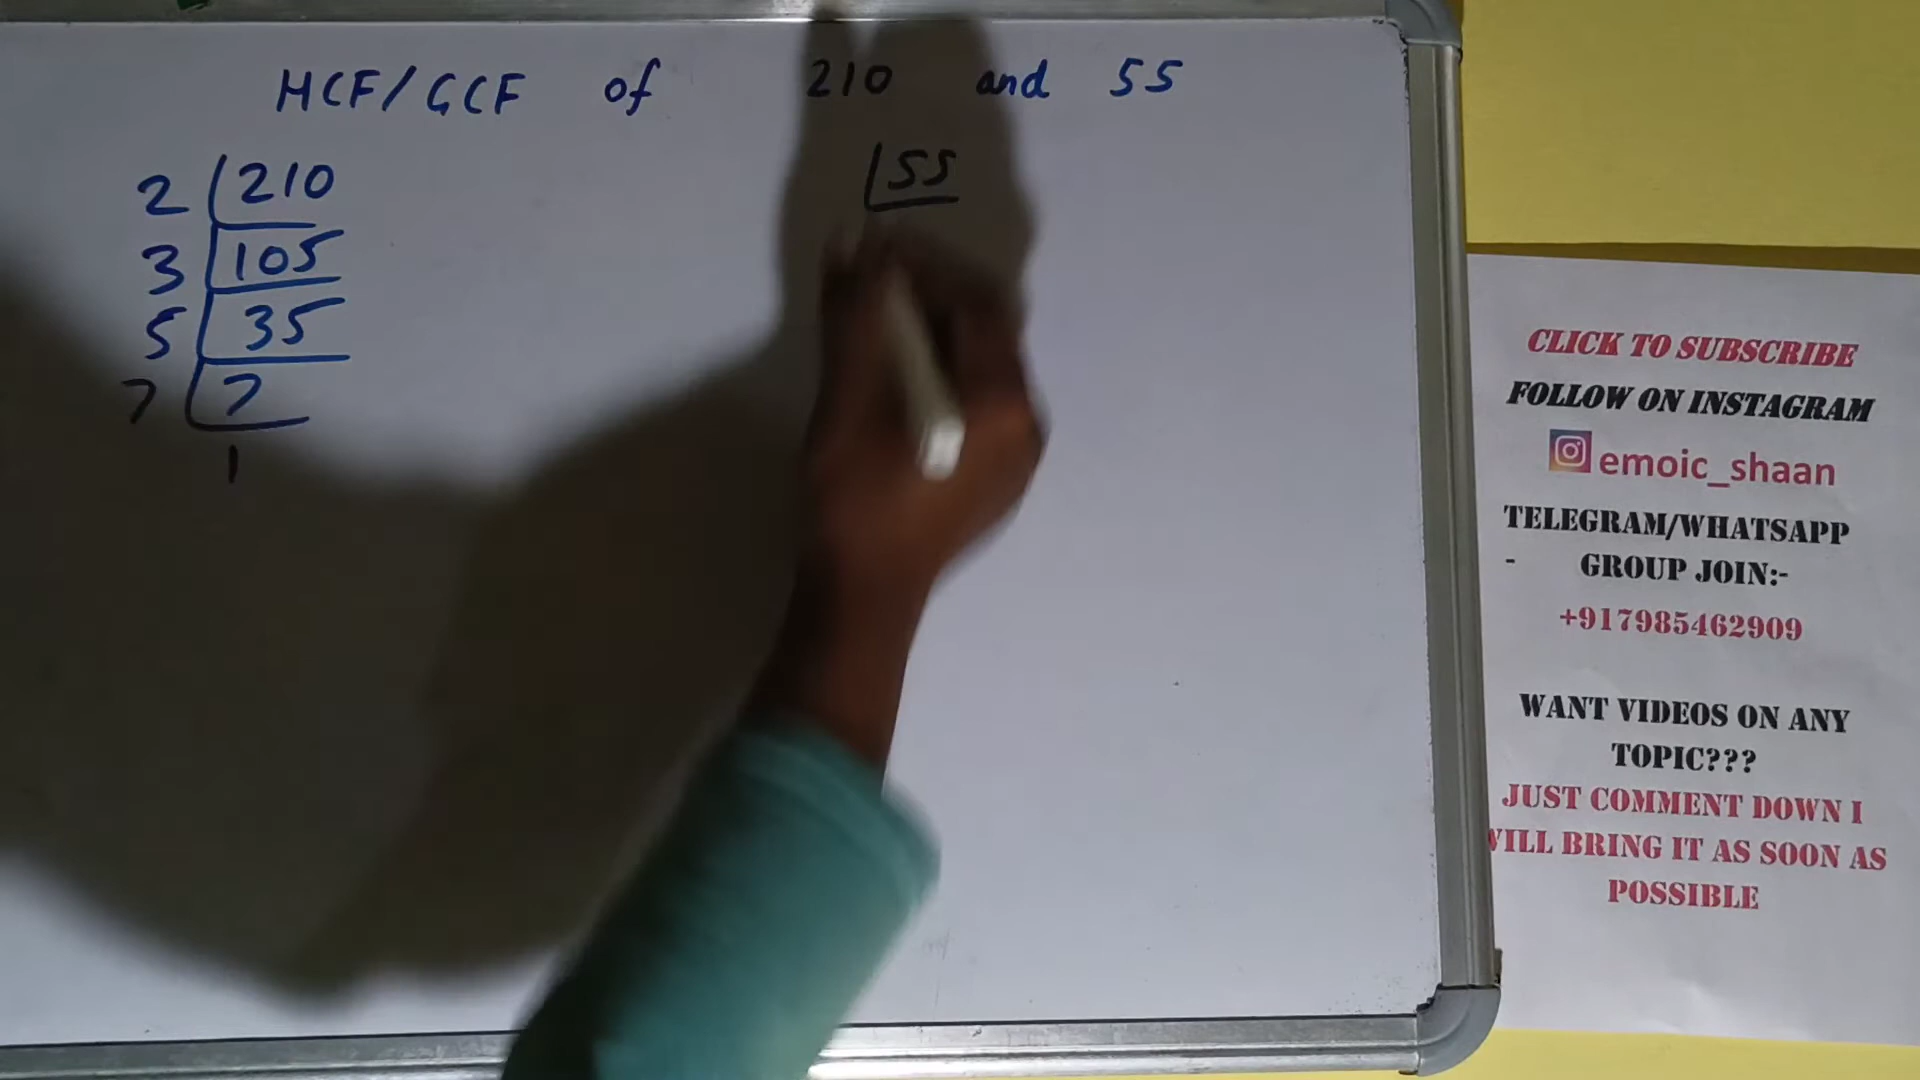 HCF/GCF of 210 and 55
2 210
3 105
5 35
7 7
1
55
CLICK TO SUBSCRIBE
FOLLOW ON INSTAGRAM
emoic_shaan
TELEGRAM/WHATSAPP
- GROUP JOIN:-
+917985462909
WANT VIDEOS ON ANY
TOPIC???
JUST COMMENT DOWN I
WILL BRING IT AS SOON AS
POSSIBLE